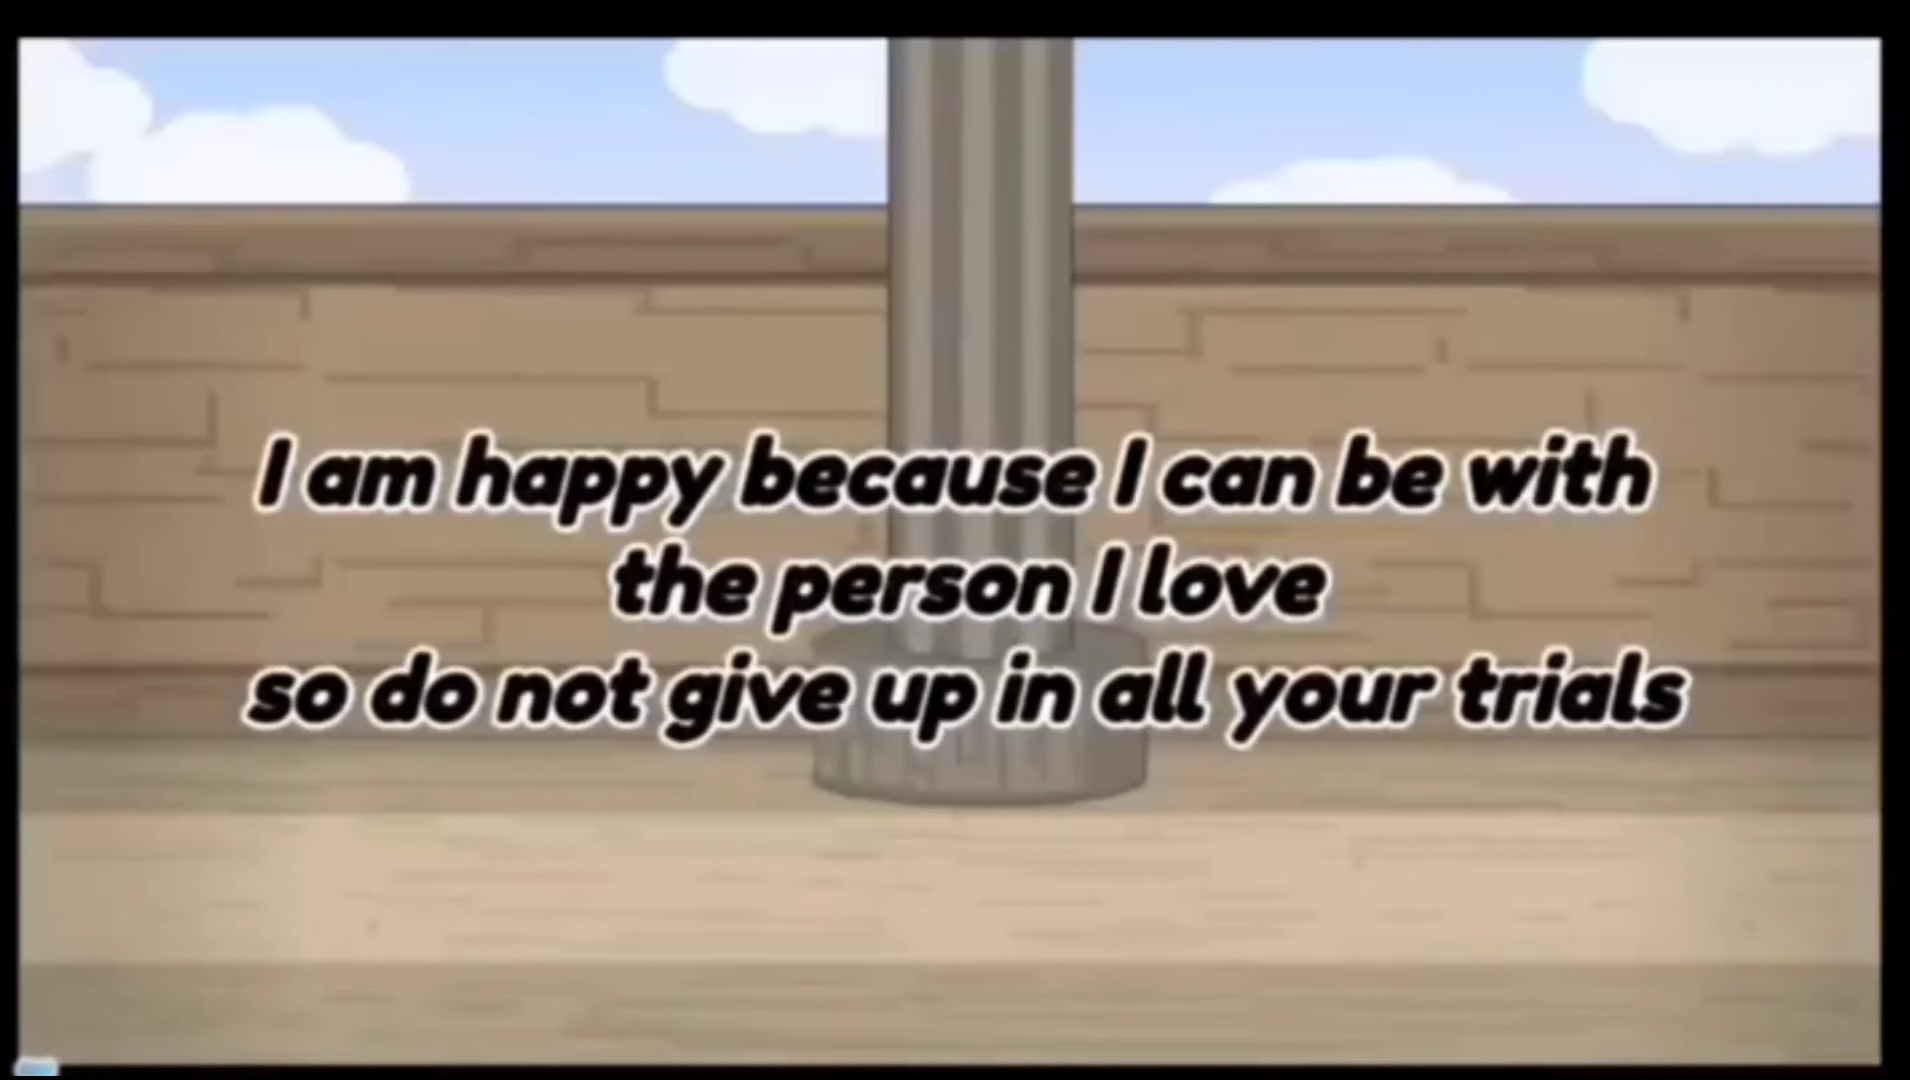 I am happy because I can be with
the person I love
so do not give up in all your trials